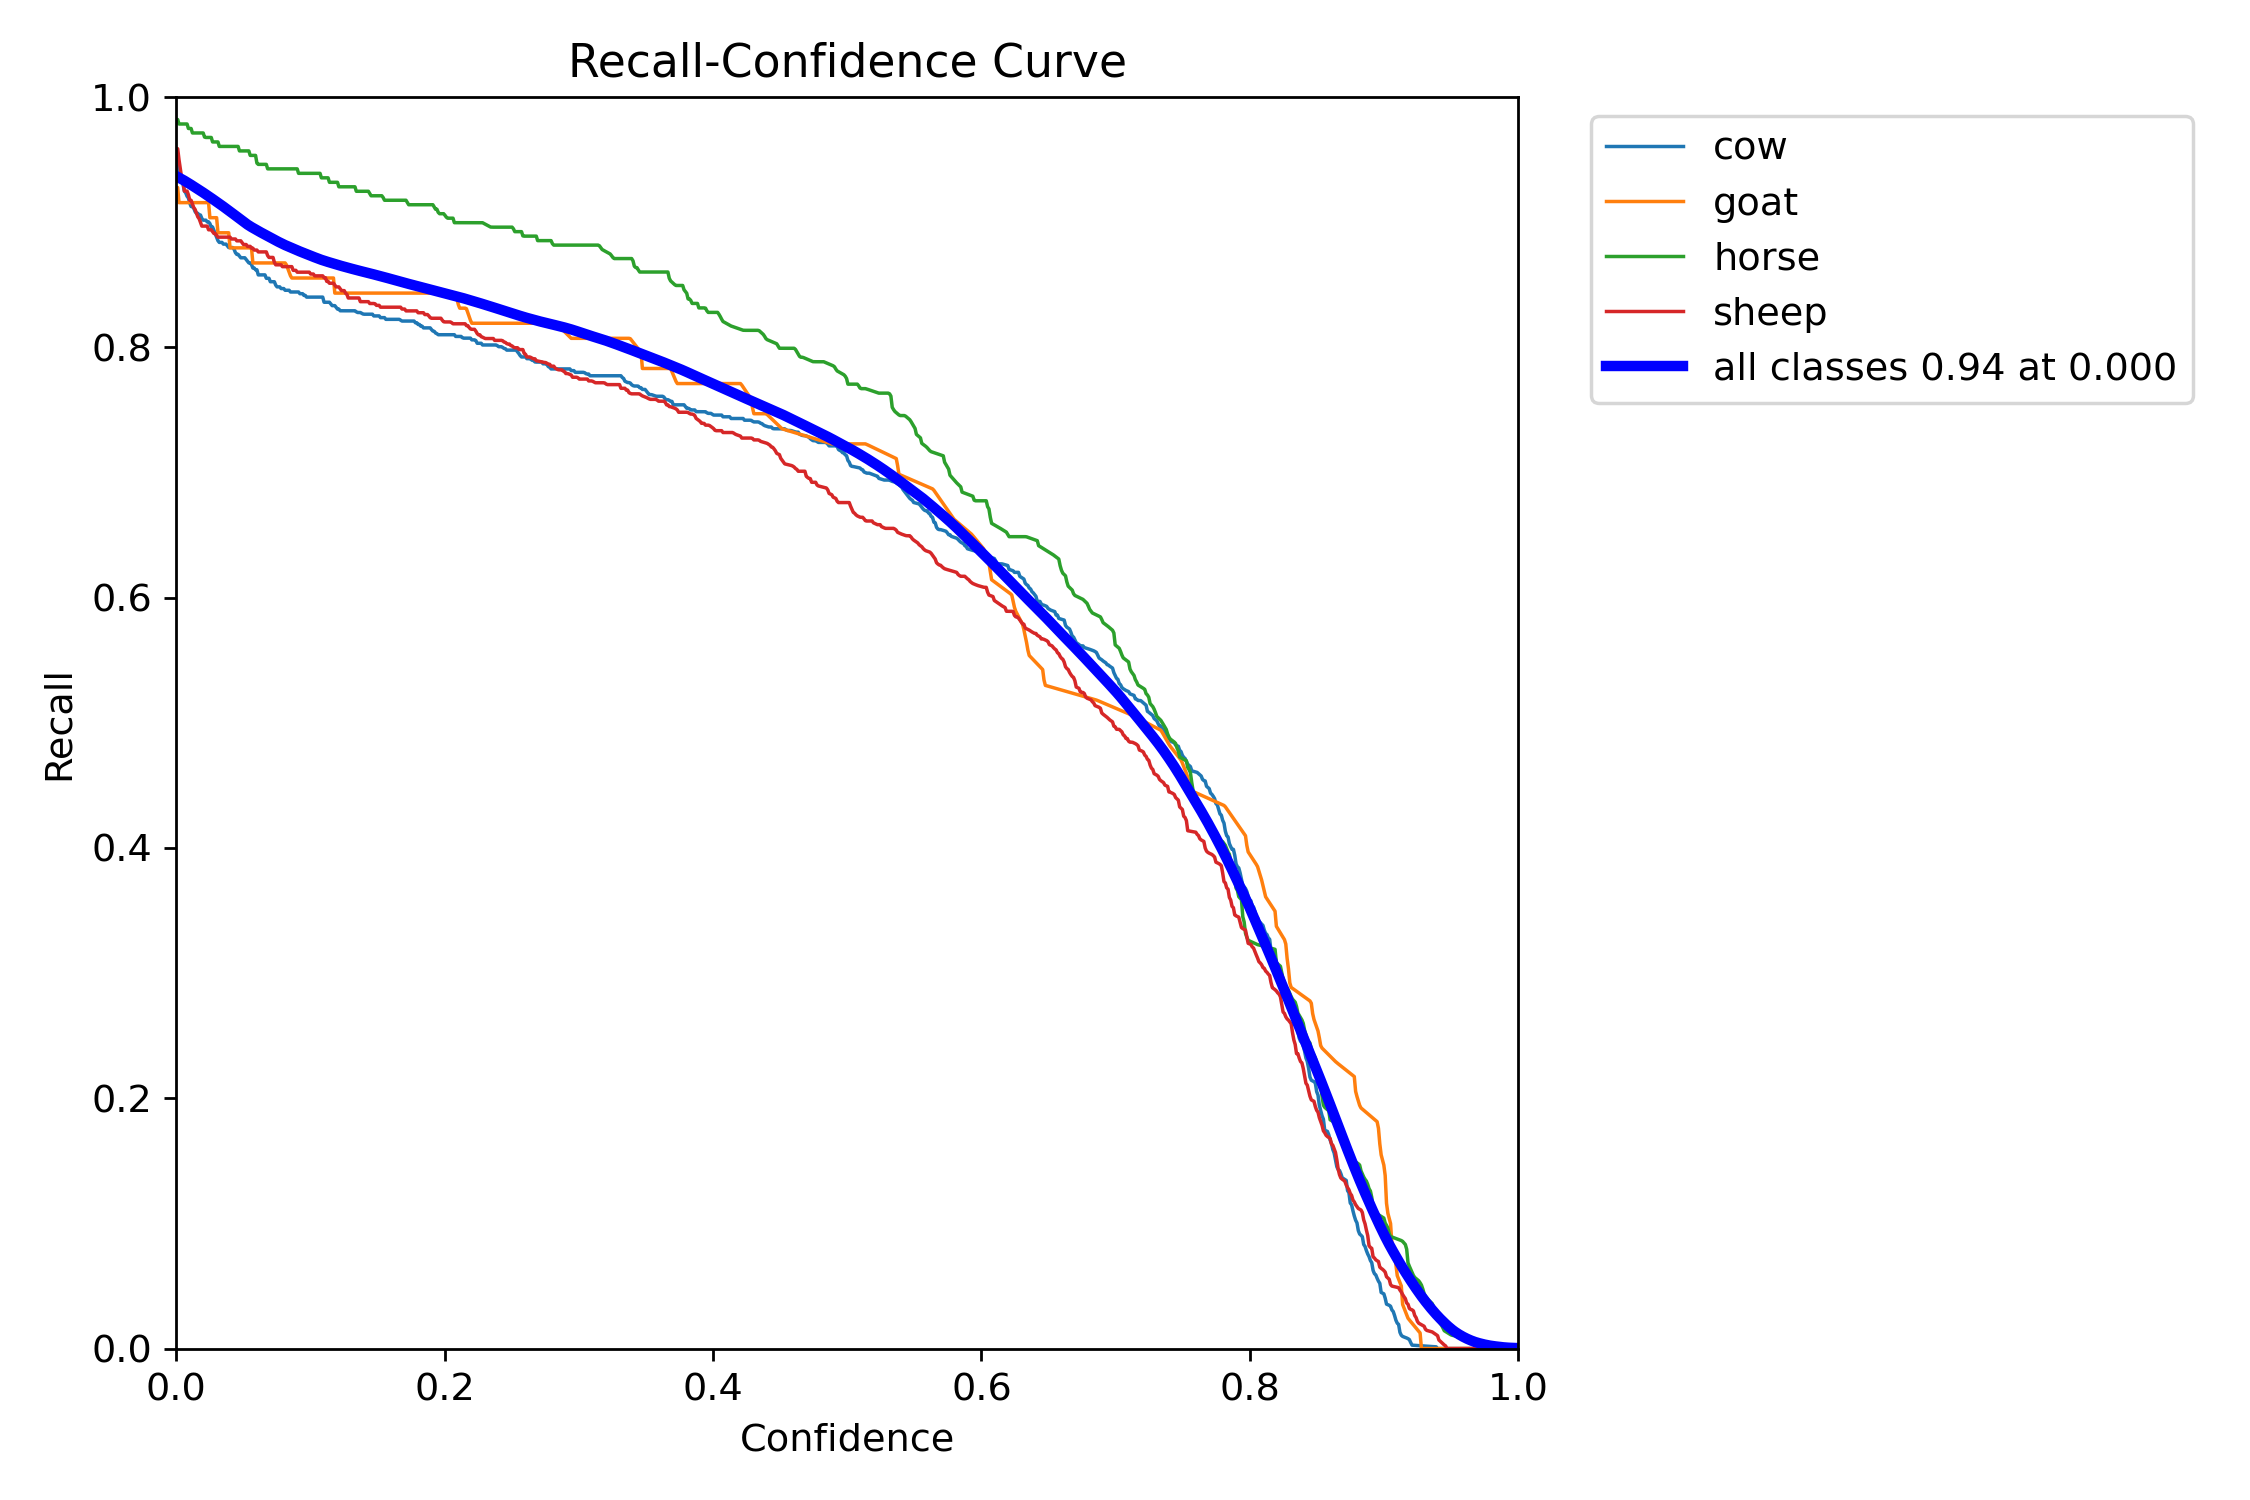 Recall-Confidence Curve
1.0
0.8
0.6
0.4
0.2
0.0
Recall
0.0 0.2 0.4 0.6 0.8 1.0
Confidence
cow
goat
horse
sheep
all classes 0.94 at 0.000